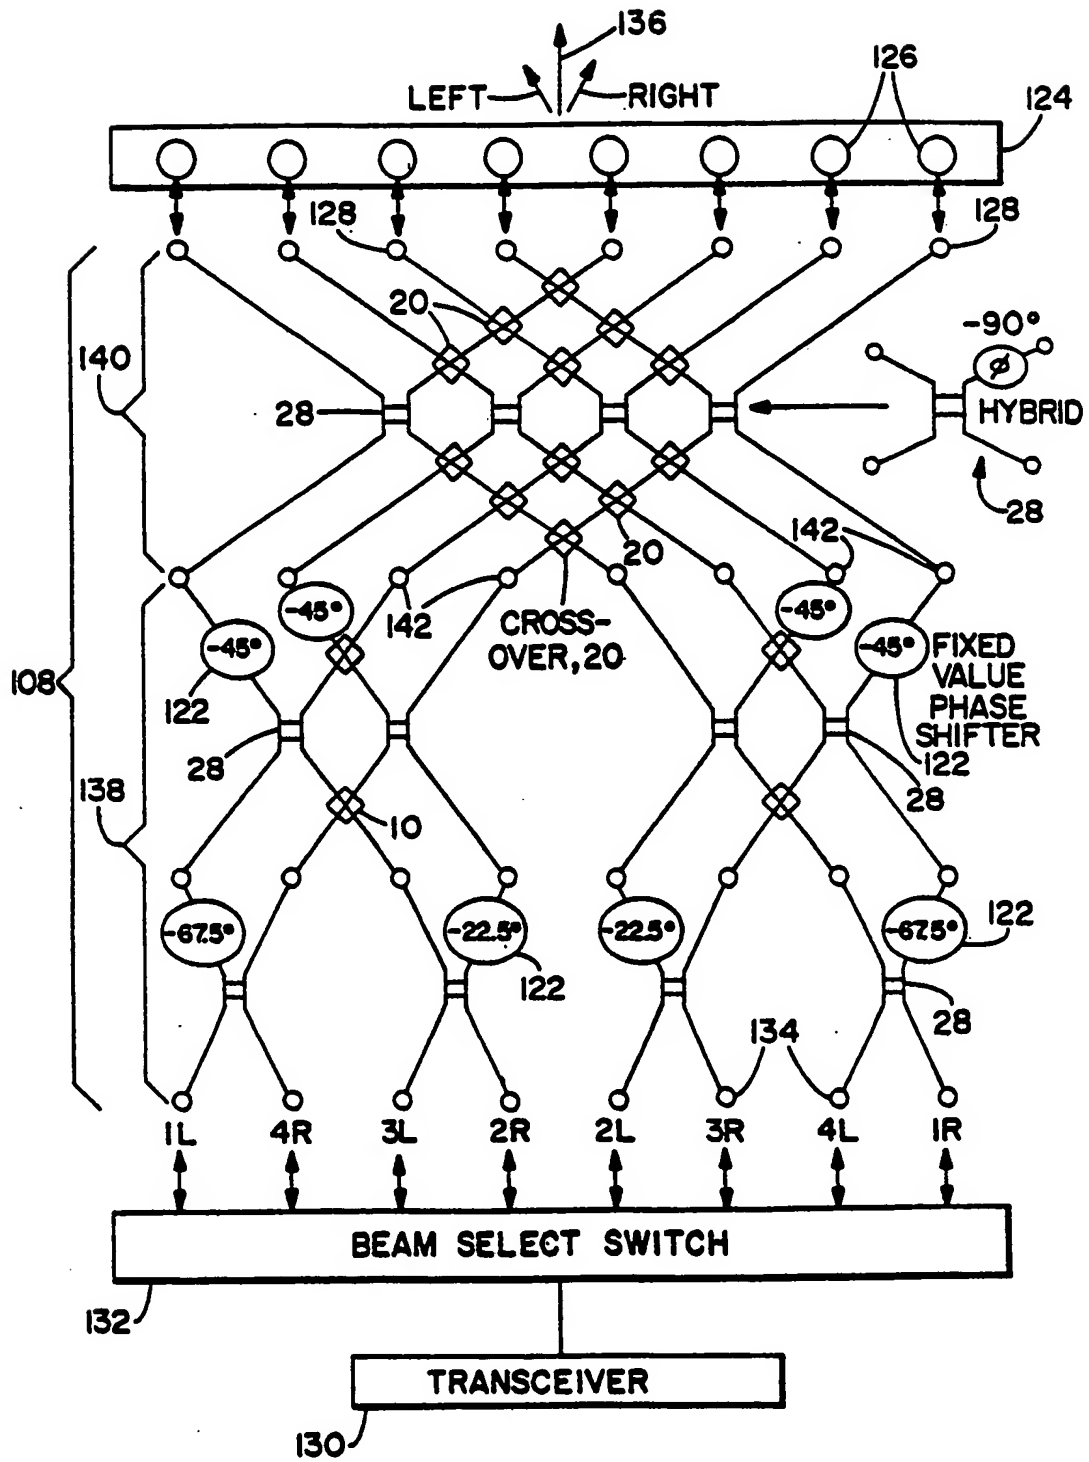 136
126
LEFT
RIGHT
124
128
128
20
-90°
140
φ
28
HYBRID
28
20
142
-45°
142
CROSS-
OVER, 20
-45°
-45°
-45°
FIXED
VALUE
PHASE
SHIFTER
108
122
122
28
28
138
10
-67.5°
-22.5°
-22.5°
-67.5°
122
122
28
134
1L 4R 3L 2R 2L 3R 4L 1R
BEAM SELECT SWITCH
132
TRANSCEIVER
130